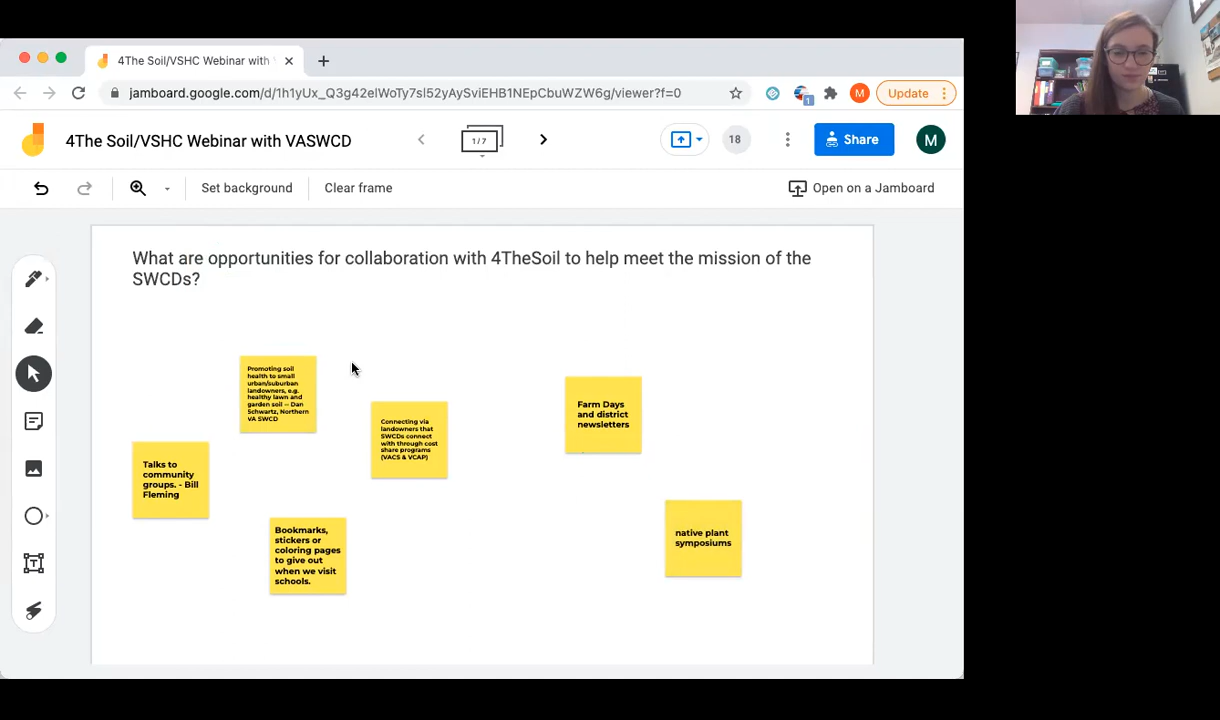 4The Soil/VSHC Webinar with
jamboard.google.com/d/1h1yUx_Q3g42elWoTy7sl52yAySviEHB1NEpCbuWZW6g/viewer?f=0
1
M
Update
4The Soil/VSHC Webinar with VASWCD
1/7
18
Share
M
Set background
Clear frame
Open on a Jamboard
What are opportunities for collaboration with 4TheSoil to help meet the mission of the
SWCDs?
Promoting soil
health to small
urban/suburban
landowners, e.g.
healthy lawn and
garden soil -- Dan
Schwartz, Northern
VA SWCD
Connecting via
landowners that
SWCDs connect
with through cost
share programs
(VACS & VCAP)
Farm Days
and district
newsletters
Talks to
community
groups. - Bill
Fleming
Bookmarks,
stickers or
coloring pages
to give out
when we visit
schools.
native plant
symposiums